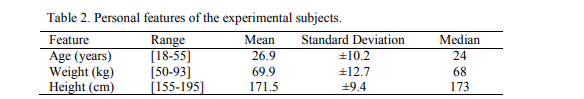 Table 2. Personal features of the experimental subjects.
Feature Range Mean Standard Deviation Median
Age (years) [18-55] 26.9 ±10.2 24
Weight (kg) [50-93] 69.9 ±12.7 68
Height (cm) [155-195] 171.5 ±9.4 173